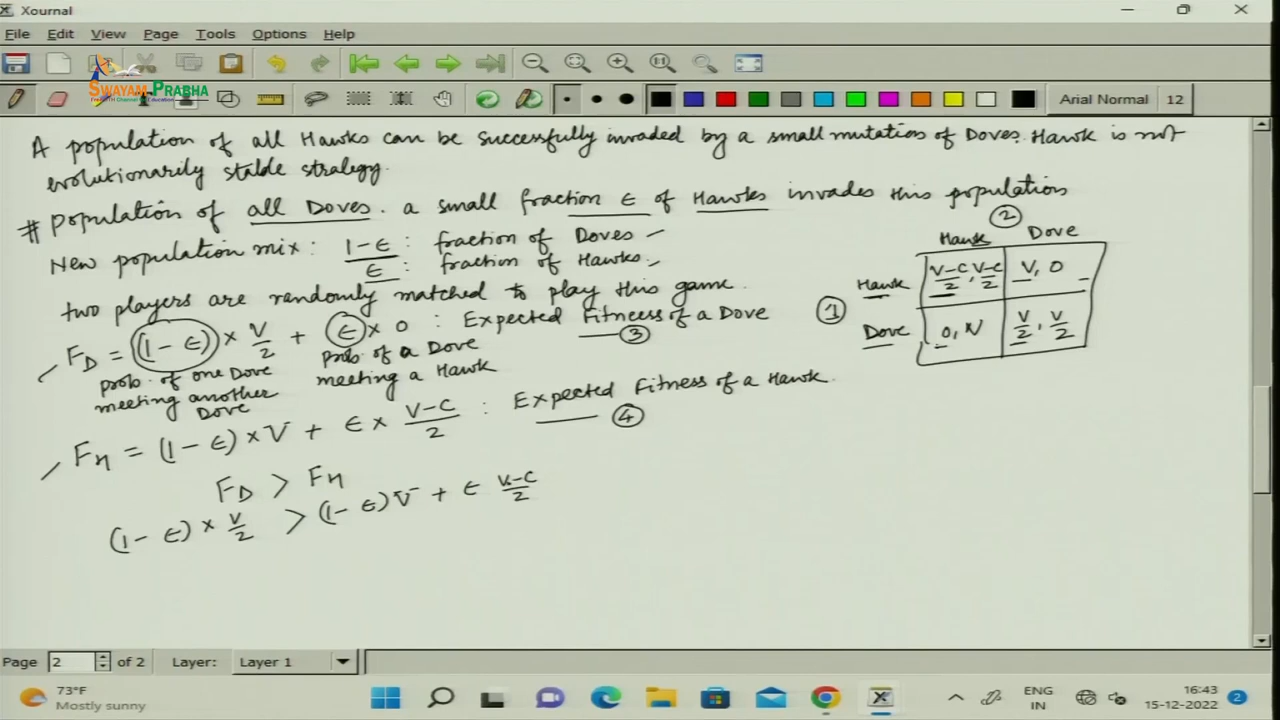 Xournal
File Edit View Page Tools Options Help
SWAYAM PRABHA
Arial Normal 12
A population of all Hawks can be successfully invaded by a small mutation of Doves. Hawk is not
evolutionarily stable strategy.
# population of all Doves. a small fraction ε of Hawks invades this population
New population mix: 1-ε : fraction of Doves
ε : fraction of Hawks
two players are randomly matched to play this game.
F_D = (1-ε) × V/2 + ε × 0 : Expected Fitness of a Dove ③
prob. of one Dove meeting another Dove
prob. of a Dove meeting a Hawk
F_H = (1-ε) × V + ε × (V-C)/2 : Expected Fitness of a Hawk. ④
F_D > F_H
(1-ε) × V/2 > (1-ε) V + ε (V-C)/2
②
Hawk Dove
① Hawk (V-C)/2, (V-C)/2 V, 0
Dove 0, V V/2, V/2
Page 2 of 2 Layer: Layer 1
73°F
Mostly sunny
ENG
IN
16:43
15-12-2022
2